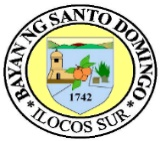 BAYAN NG SANTO DOMINGO
1742
* ILOCOS SUR *